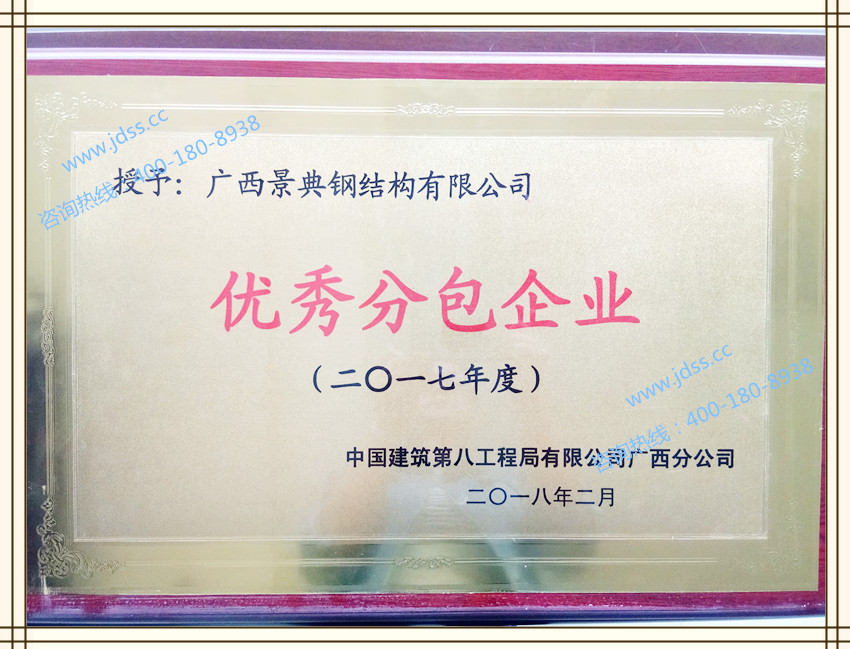 www.jdss.cc
咨询热线：400-180-8938
授予：广西景典钢结构有限公司
优秀分包企业
（二〇一七年度）
www.jdss.cc
咨询热线：400-180-8938
中国建筑第八工程局有限公司广西分公司
二〇一八年二月